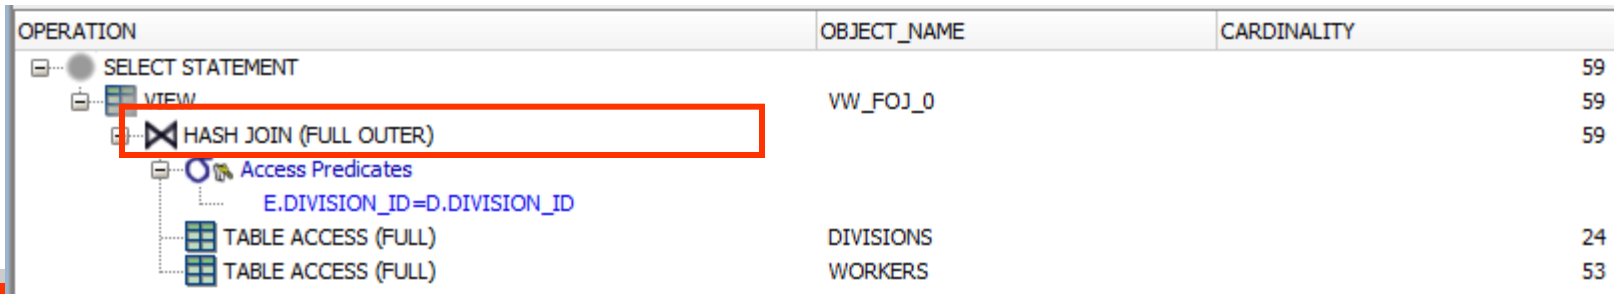 OPERATION OBJECT_NAME CARDINALITY
SELECT STATEMENT 59
VIEW VW_FOJ_0 59
HASH JOIN (FULL OUTER) 59
Access Predicates
E.DIVISION_ID=D.DIVISION_ID
TABLE ACCESS (FULL) DIVISIONS 24
TABLE ACCESS (FULL) WORKERS 53